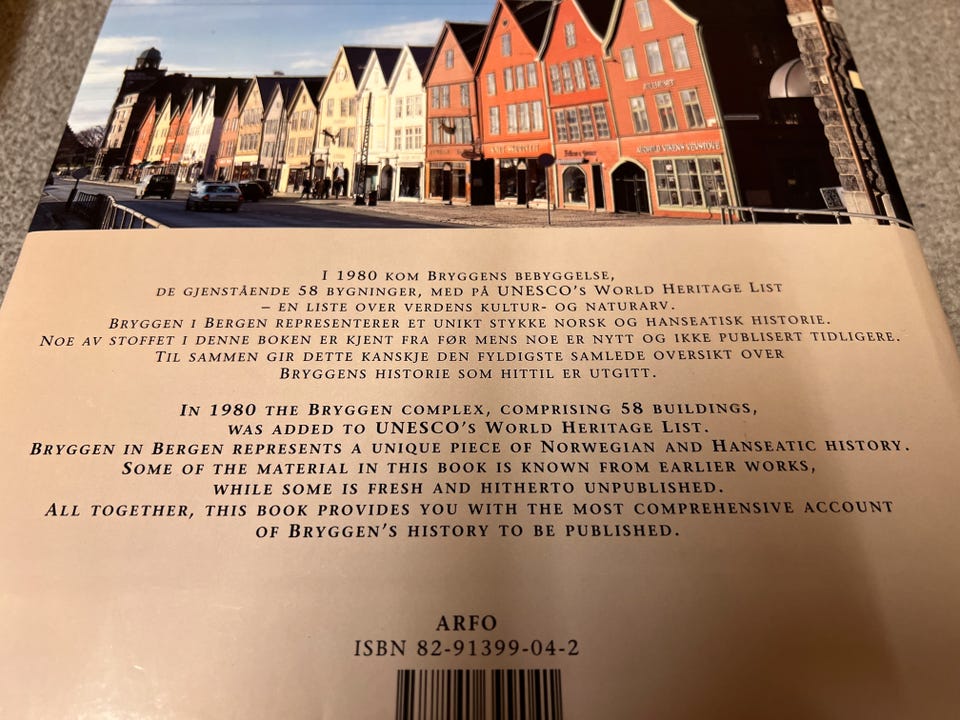 I 1980 KOM BRYGGENS BEBYGGELSE,
DE GJENSTÅENDE 58 BYGNINGER, MED PÅ UNESCO'S WORLD HERITAGE LIST
– EN LISTE OVER VERDENS KULTUR- OG NATURARV.
BRYGGEN I BERGEN REPRESENTERER ET UNIKT STYKKE NORSK OG HANSEATISK HISTORIE.
NOE AV STOFFET I DENNE BOKEN ER KJENT FRA FØR MENS NOE ER NYTT OG IKKE PUBLISERT TIDLIGERE.
TIL SAMMEN GIR DETTE KANSKJE DEN FYLDIGSTE SAMLEDE OVERSIKT OVER
BRYGGENS HISTORIE SOM HITTIL ER UTGITT.
IN 1980 THE BRYGGEN COMPLEX, COMPRISING 58 BUILDINGS,
WAS ADDED TO UNESCO'S WORLD HERITAGE LIST.
BRYGGEN IN BERGEN REPRESENTS A UNIQUE PIECE OF NORWEGIAN AND HANSEATIC HISTORY.
SOME OF THE MATERIAL IN THIS BOOK IS KNOWN FROM EARLIER WORKS,
WHILE SOME IS FRESH AND HITHERTO UNPUBLISHED.
ALL TOGETHER, THIS BOOK PROVIDES YOU WITH THE MOST COMPREHENSIVE ACCOUNT
OF BRYGGEN'S HISTORY TO BE PUBLISHED.
ARFO
ISBN 82-91399-04-2